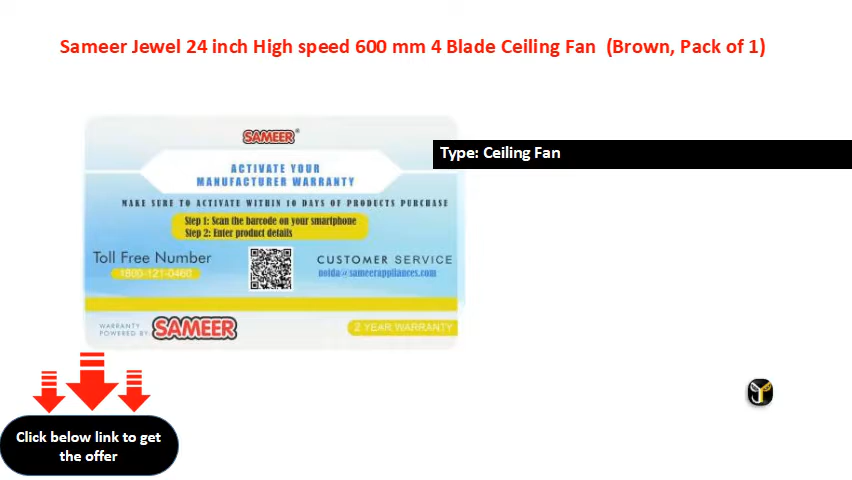 Sameer Jewel 24 inch High speed 600 mm 4 Blade Ceiling Fan (Brown, Pack of 1)
SAMEER®
ACTIVATE YOUR
MANUFACTURER WARRANTY
MAKE SURE TO ACTIVATE WITHIN 10 DAYS OF PRODUCTS PURCHASE
Step 1: Scan the barcode on your smartphone
Step 2: Enter product details
Toll Free Number
1800-121-0460
CUSTOMER SERVICE
noida@sameerappliances.com
WARRANTY
POWERED BY:
SAMEER
2 YEAR WARRANTY
Type: Ceiling Fan
Click below link to get
the offer